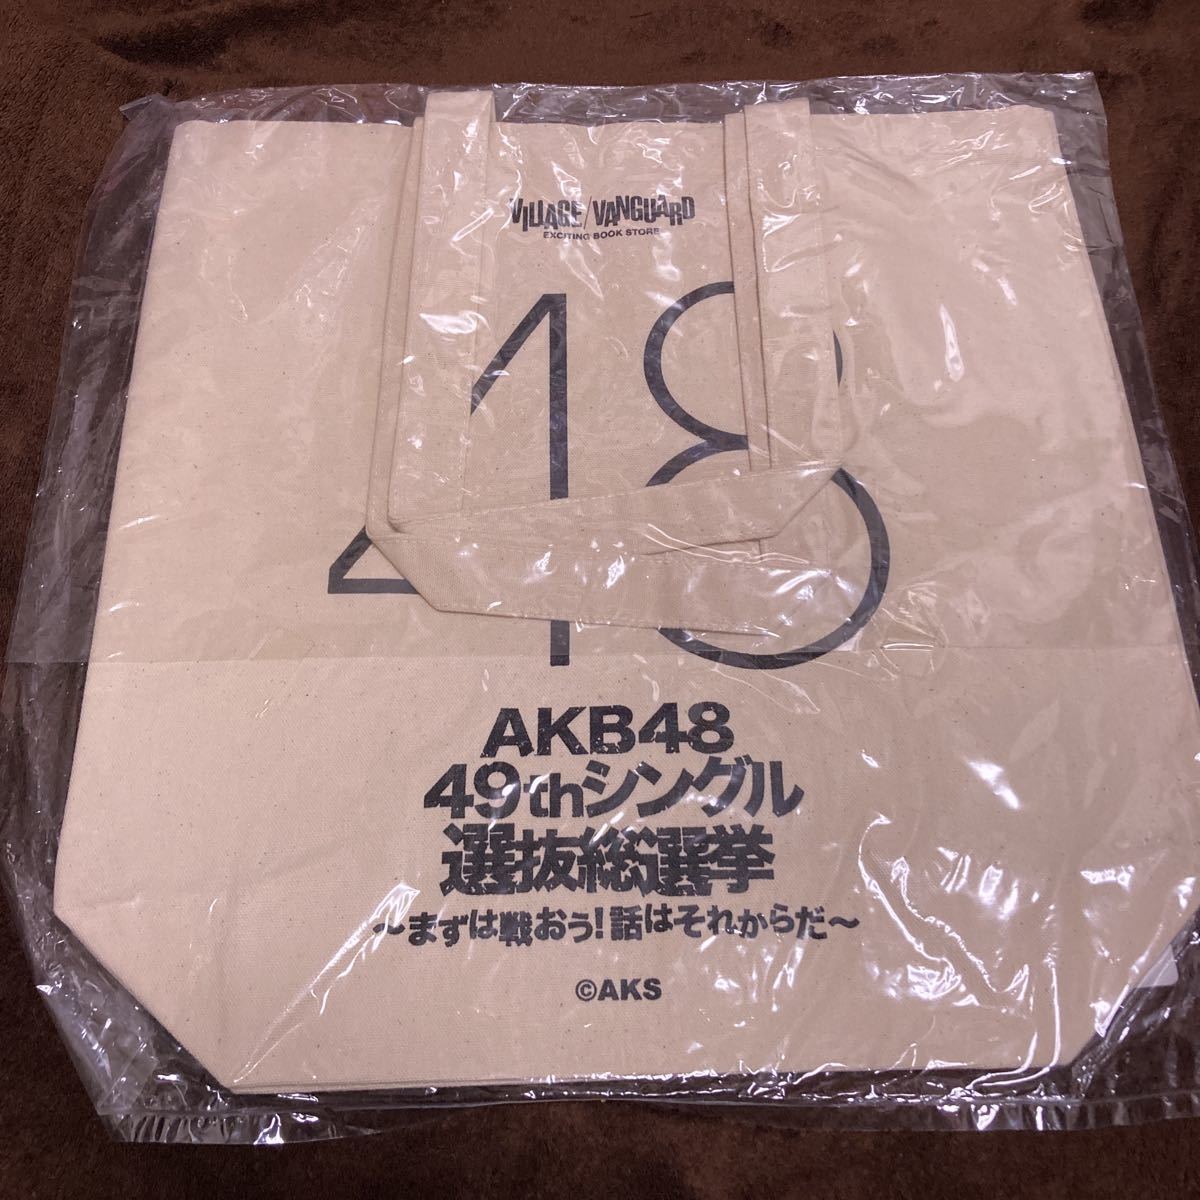 VILLAGE/VANGUARD
EXCITING BOOK STORE
48
AKB48
49thシングル
選抜総選挙
～まずは戦おう!話はそれからだ～
©AKS